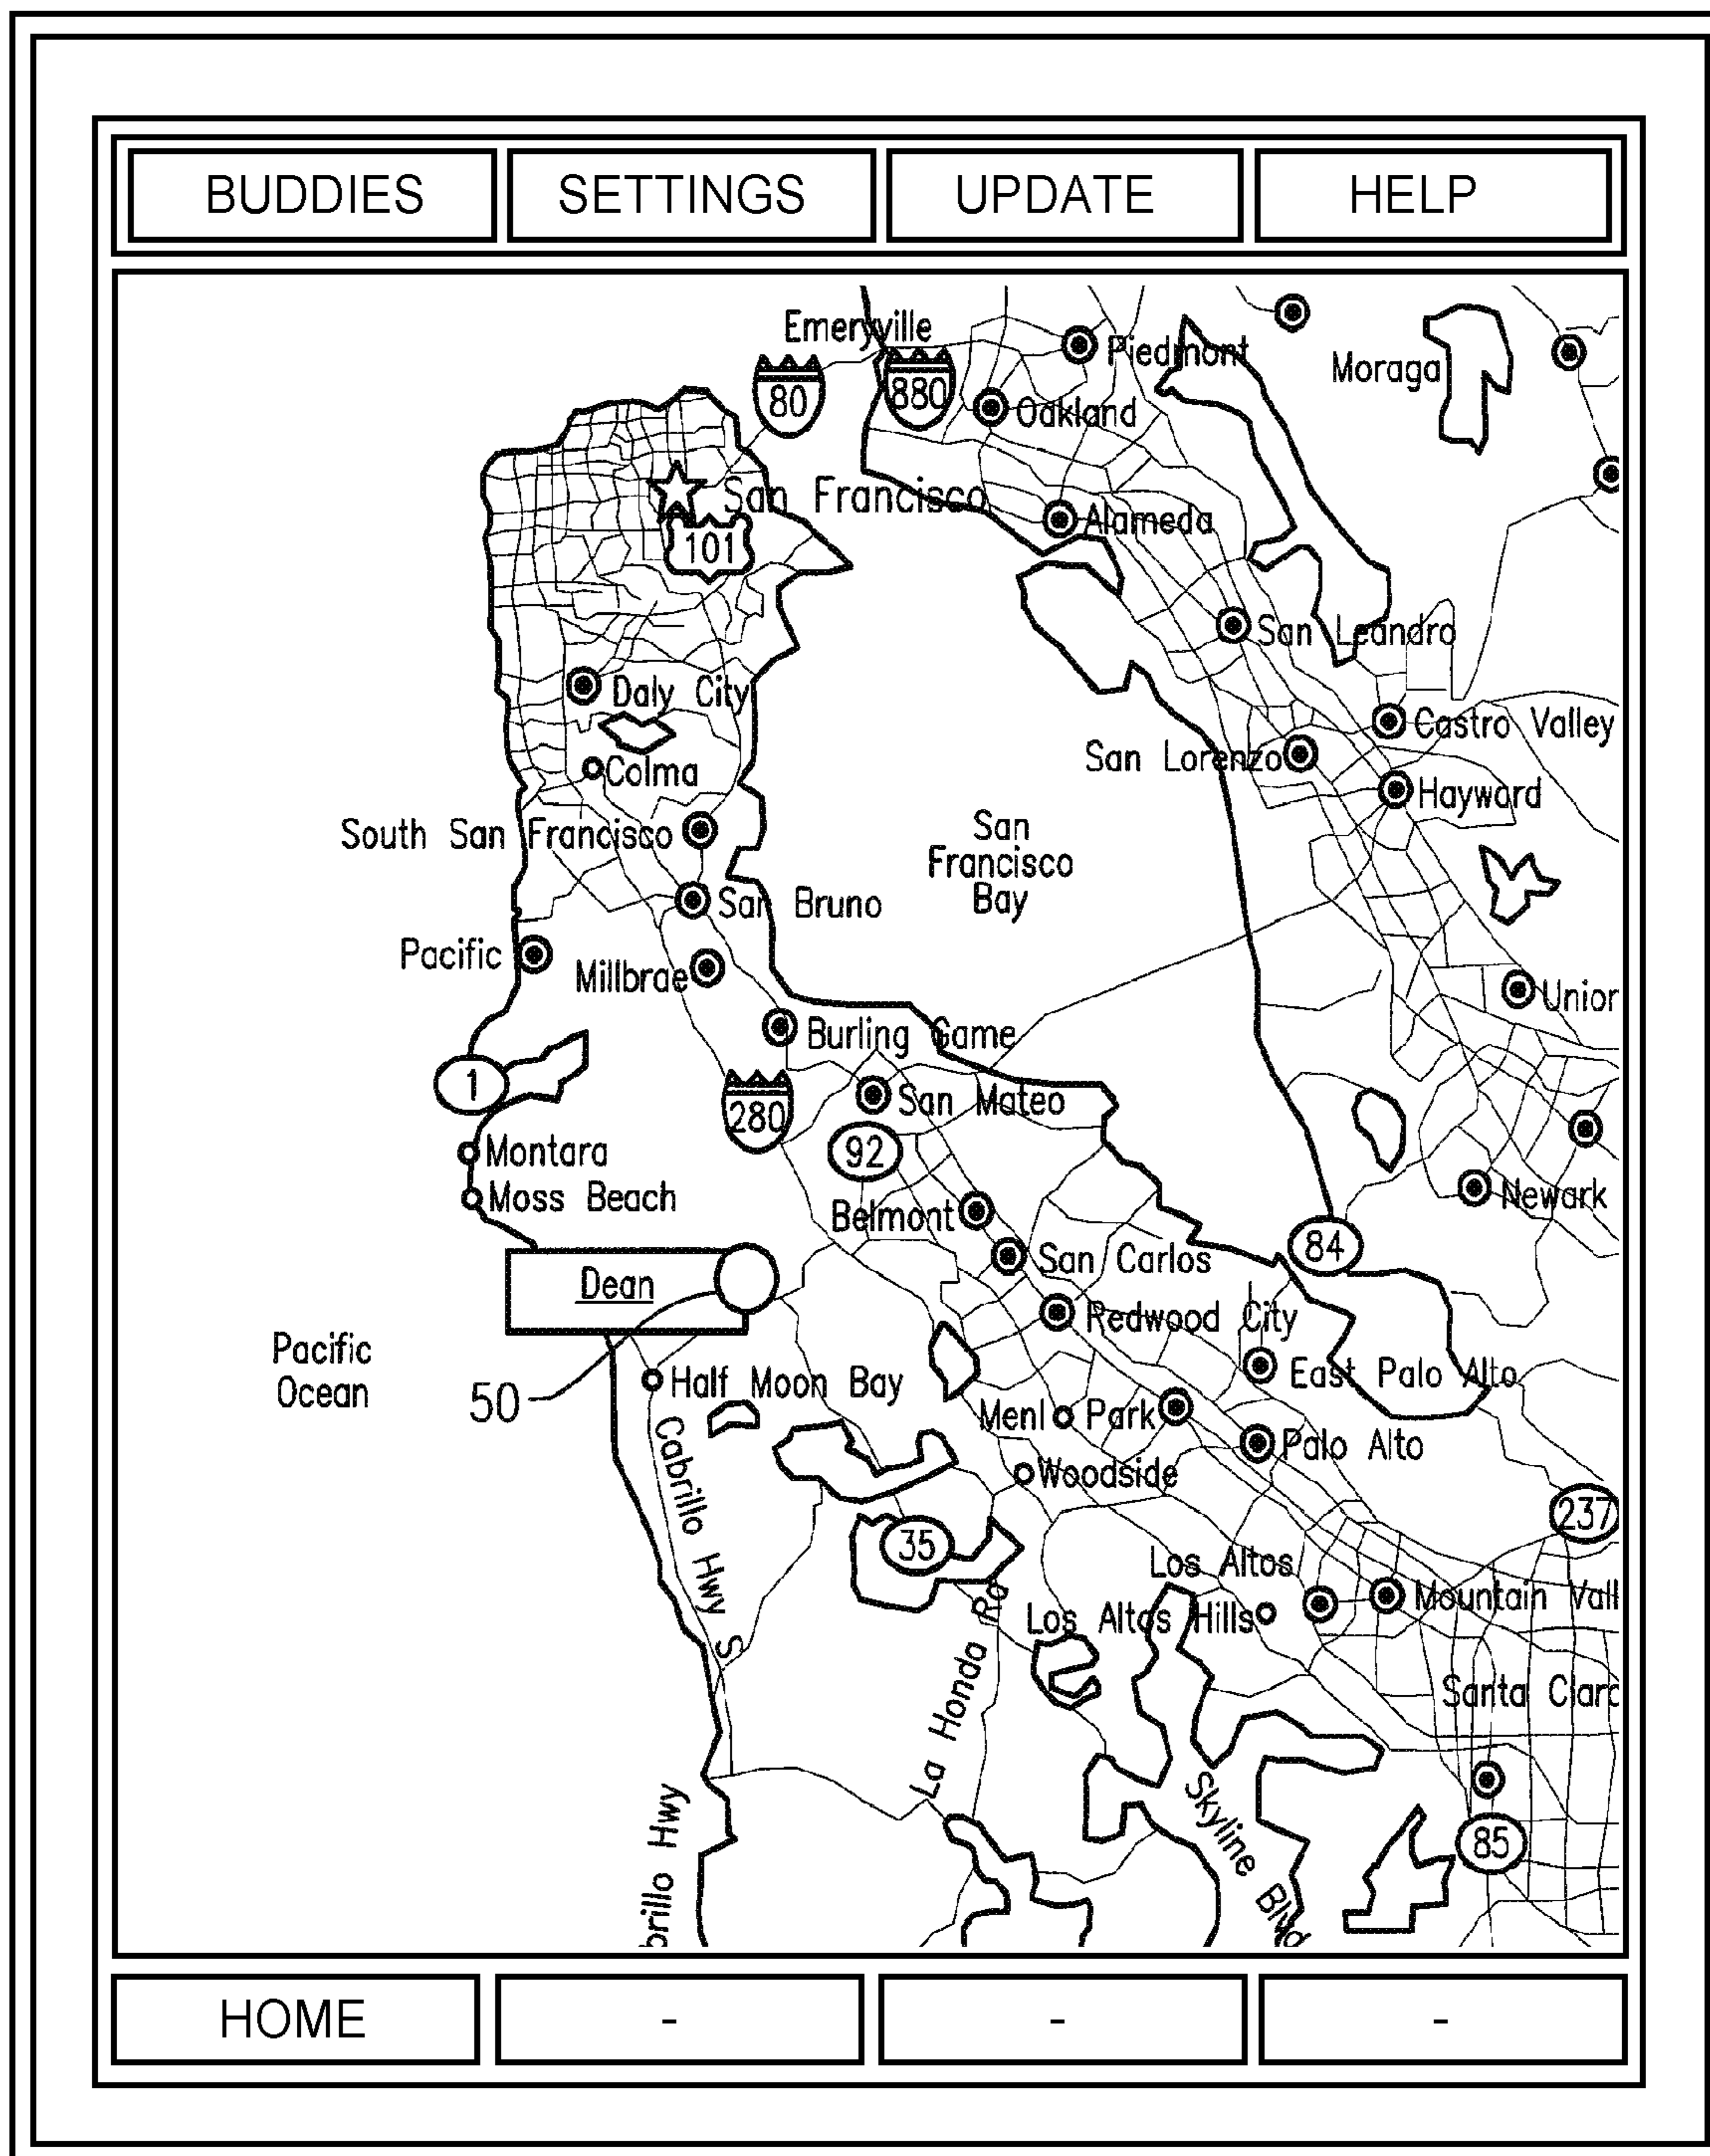 BUDDIES SETTINGS UPDATE HELP
Emeryville
Piedmont
Moraga
80
880
Oakland
San Francisco
Alameda
101
San Leandro
Daly City
Castro Valley
San Lorenzo
Colma
Hayward
South San Francisco
San
Francisco
Bay
San Bruno
Pacific
Millbrae
Union
Burling Game
1
280
San Mateo
92
Montara
Moss Beach
Newark
Belmont
84
San Carlos
Dean
Redwood City
Pacific
Ocean
East Palo Alto
Half Moon Bay
50
Menl Park
Palo Alto
Cabrillo Hwy S
Woodside
237
35
Los Altos
Mountain Vall
Los Altos Hills
La Honda Rd
Santa Clarc
Skyline Blvd
brillo Hwy
85
HOME - - -